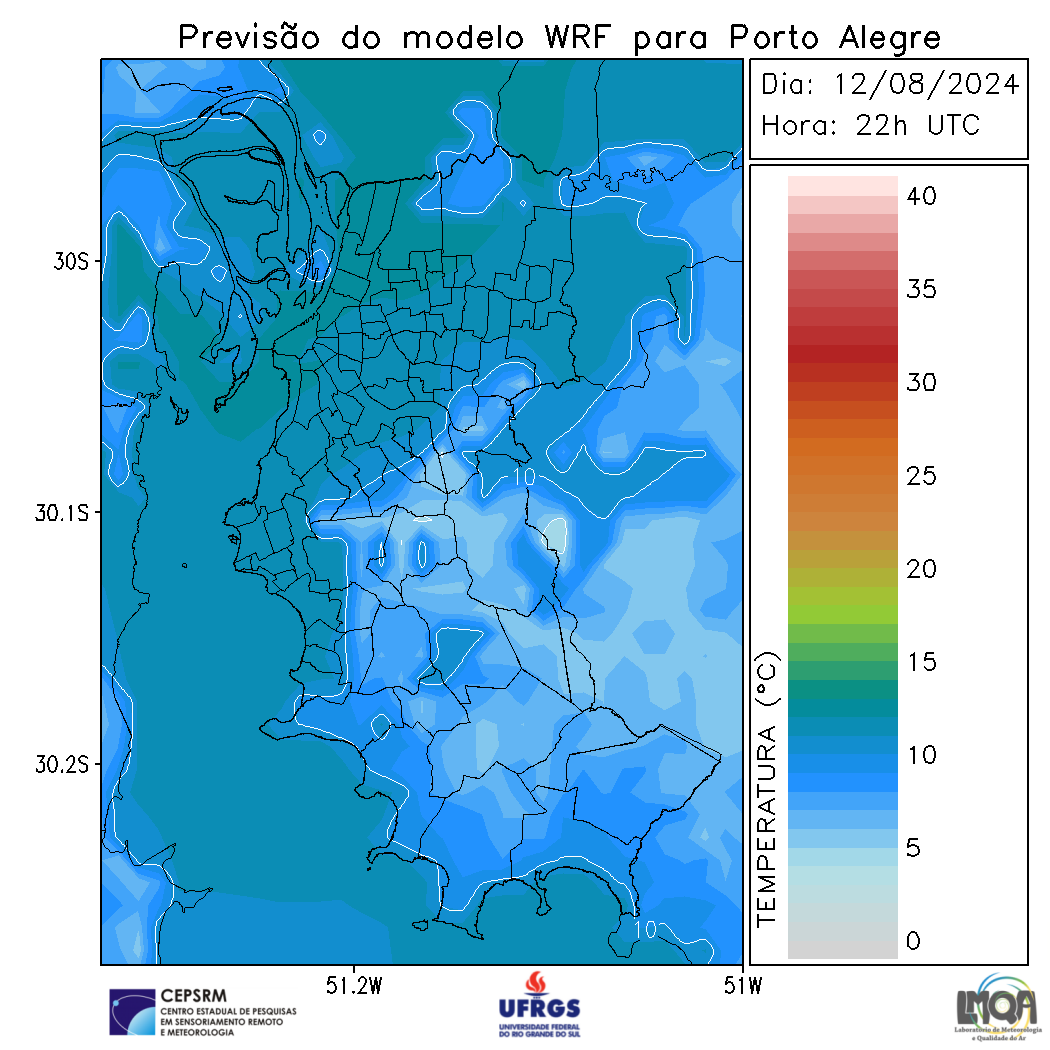 Previsão do modelo WRF para Porto Alegre
Dia: 12/08/2024
Hora: 22h UTC
40
35
30
25
20
15
10
5
0
TEMPERATURA (°C)
30S
30.1S
30.2S
10
10
51.2W
51W
CEPSRM
CENTRO ESTADUAL DE PESQUISAS
EM SENSORIAMENTO REMOTO
E METEOROLOGIA
UFRGS
UNIVERSIDADE FEDERAL
DO RIO GRANDE DO SUL
LMQA
Laboratório de Meteorologia
e Qualidade do Ar